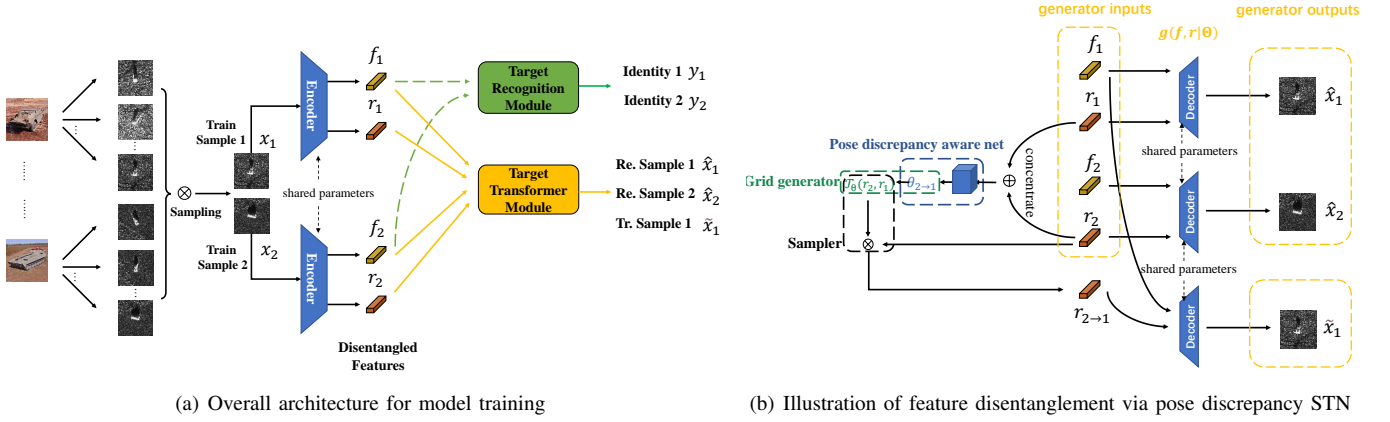 Train
Sample 1
x₁
Sampling
Train
Sample 2
x₂
Encoder
shared parameters
Encoder
f₁
r₁
f₂
r₂
Disentangled
Features
Target
Recognition
Module
Target
Transformer
Module
Identity 1 y₁
Identity 2 y₂
Re. Sample 1 x̂₁
Re. Sample 2 x̂₂
Tr. Sample 1 x̃₁
(a) Overall architecture for model training
generator inputs
generator outputs
g(f, r|Θ)
f₁
r₁
f₂
r₂
r₂→₁
Decoder
shared parameters
Decoder
shared parameters
Decoder
x̂₁
x̂₂
x̃₁
Pose discrepancy aware net
Grid generator
𝒯θ(r₂, r₁)
θ₂→₁
concentrate
Sampler
(b) Illustration of feature disentanglement via pose discrepancy STN